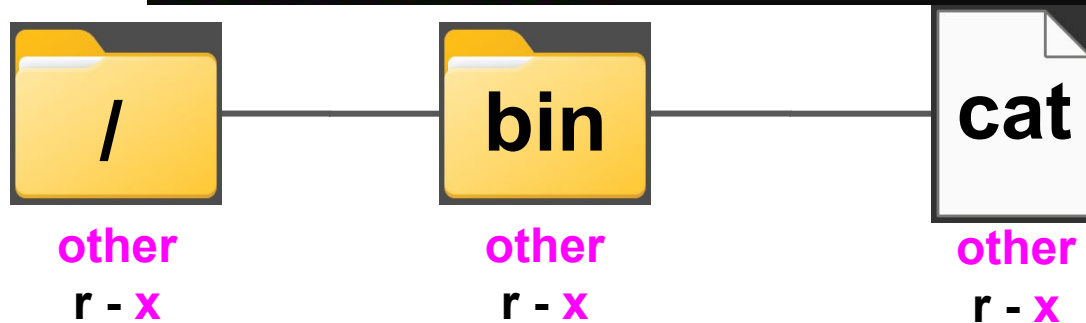 / bin cat
other other other
r - x r - x r - x